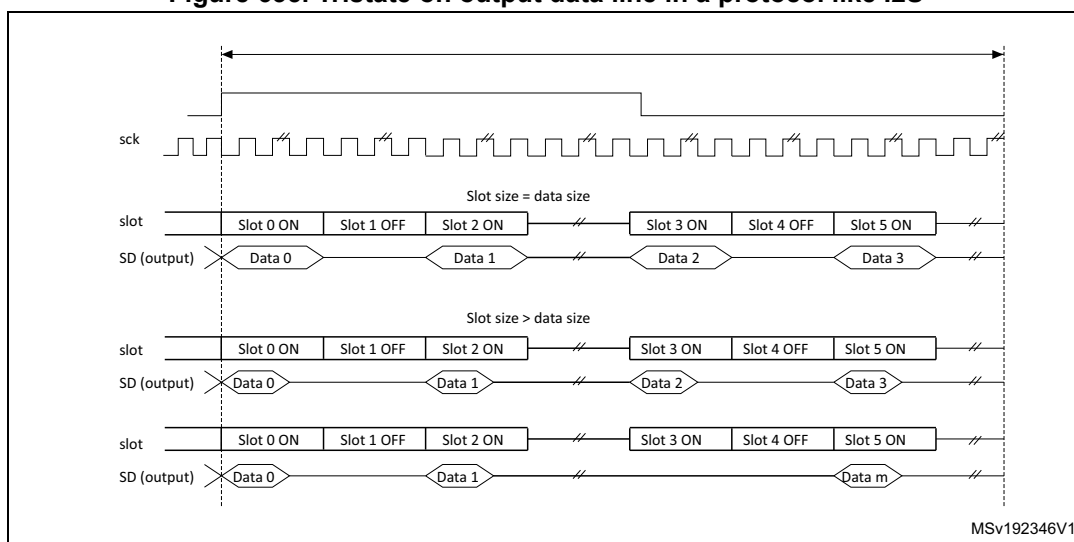 sck
Slot size = data size
slot Slot 0 ON Slot 1 OFF Slot 2 ON Slot 3 ON Slot 4 OFF Slot 5 ON
SD (output) Data 0 Data 1 Data 2 Data 3
Slot size > data size
slot Slot 0 ON Slot 1 OFF Slot 2 ON Slot 3 ON Slot 4 OFF Slot 5 ON
SD (output) Data 0 Data 1 Data 2 Data 3
slot Slot 0 ON Slot 1 OFF Slot 2 ON Slot 3 ON Slot 4 OFF Slot 5 ON
SD (output) Data 0 Data 1 Data m
MSv192346V1